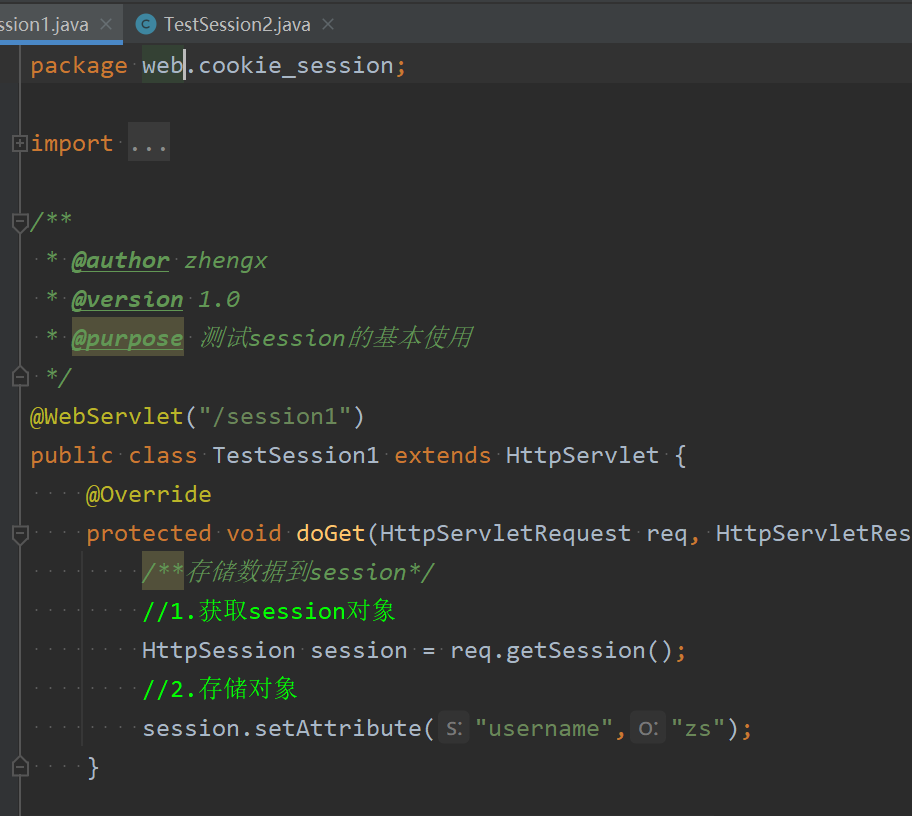 ssion1.java × C TestSession2.java ×
package web.cookie_session;
import ...
/**
* @author zhengx
* @version 1.0
* @purpose 测试session的基本使用
*/
@WebServlet("/session1")
public class TestSession1 extends HttpServlet {
@Override
protected void doGet(HttpServletRequest req, HttpServletRes
/**存储数据到session*/
//1.获取session对象
HttpSession session = req.getSession();
//2.存储对象
session.setAttribute( s: "username", o: "zs");
}